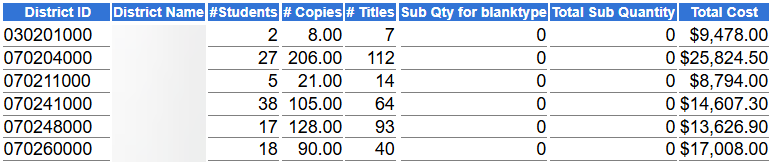 District ID District Name #Students # Copies # Titles Sub Qty for blanktype Total Sub Quantity Total Cost
030201000 2 8.00 7 0 0 $9,478.00
070204000 27 206.00 112 0 0 $25,824.50
070211000 5 21.00 14 0 0 $8,794.00
070241000 38 105.00 64 0 0 $14,607.30
070248000 17 128.00 93 0 0 $13,626.90
070260000 18 90.00 40 0 0 $17,008.00